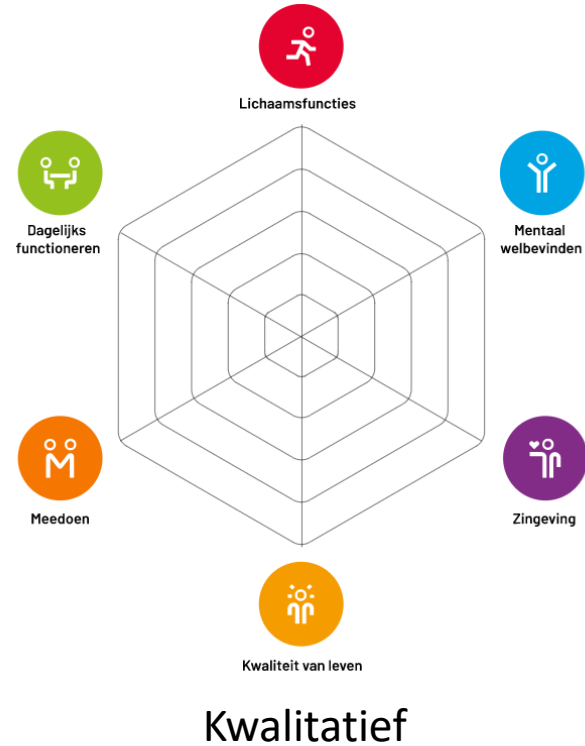 Lichaamsfuncties
Dagelijks
functioneren
Mentaal
welbevinden
Meedoen
Zingeving
Kwaliteit van leven
Kwalitatief